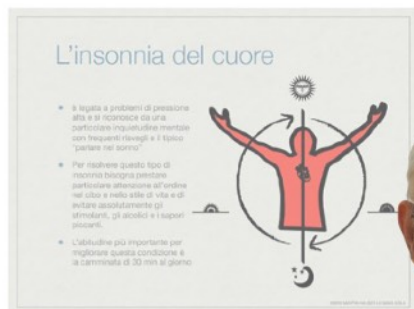 L'insonnia del cuore
è legata a problemi di pressione
alta e si riconosce da una
particolare inquietudine mentale
con frequenti risvegli e il tipico
"parlare nel sonno"
Per risolvere questo tipo di
insonnia bisogna prestare
particolare attenzione all'ordine
nel cibo e nello stile di vita e di
evitare assolutamente gli
stimolanti, gli alcolici e i sapori
piccanti.
L'abitudine più importante per
migliorare questa condizione è
la camminata di 30 min al giorno